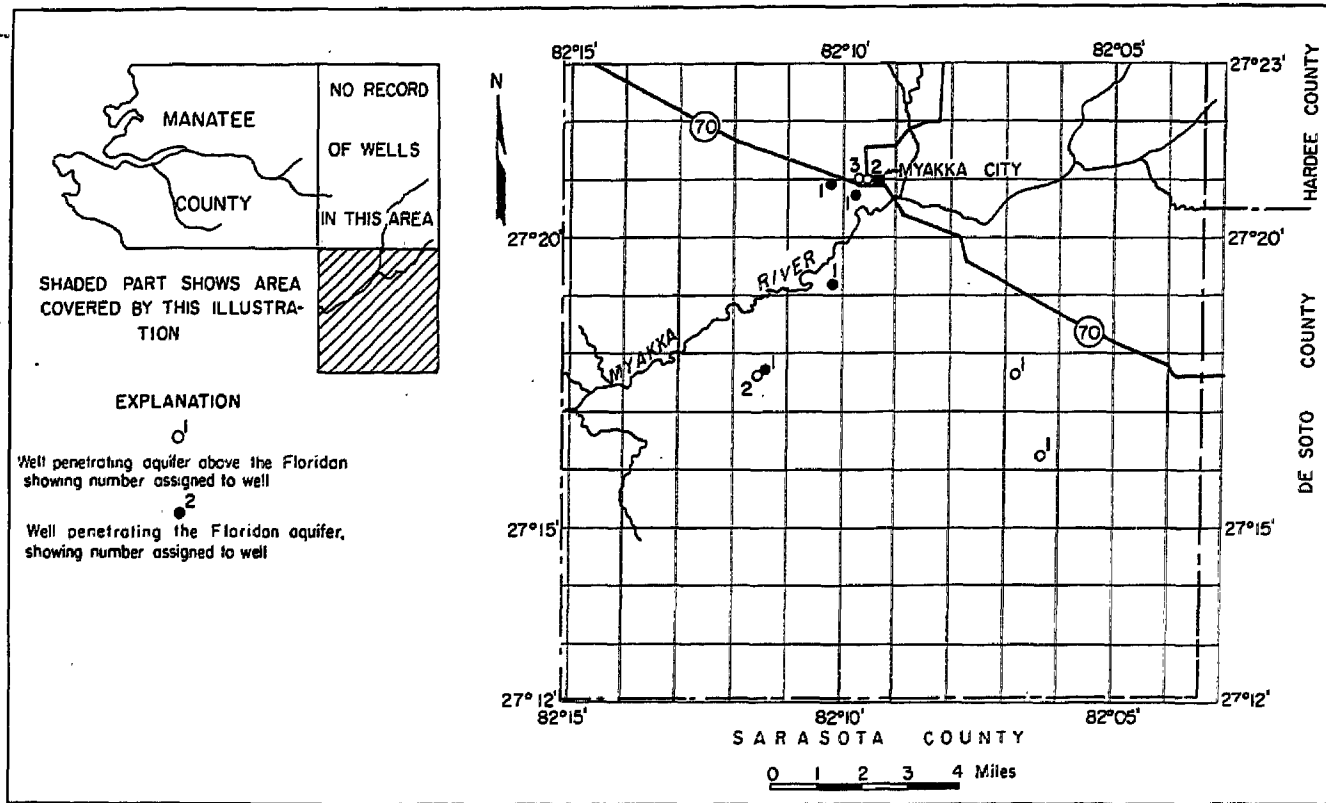 NO RECORD
MANATEE
OF WELLS
COUNTY
IN THIS AREA
SHADED PART SHOWS AREA
COVERED BY THIS ILLUSTRA-
TION
EXPLANATION
1
Well penetrating aquifer above the Floridan
showing number assigned to well
2
Well penetrating the Floridan aquifer,
showing number assigned to well
N
82°15' 82°10' 82°05'
27°23' HARDEE COUNTY
70
3 2 MYAKKA CITY
1
1
27°20' 27°20'
MYAKKA RIVER
1
70
2 1
1
1
DE SOTO COUNTY
27°15' 27°15'
27°12' 27°12'
82°15' 82°10' 82°05'
SARASOTA COUNTY
0 1 2 3 4 Miles